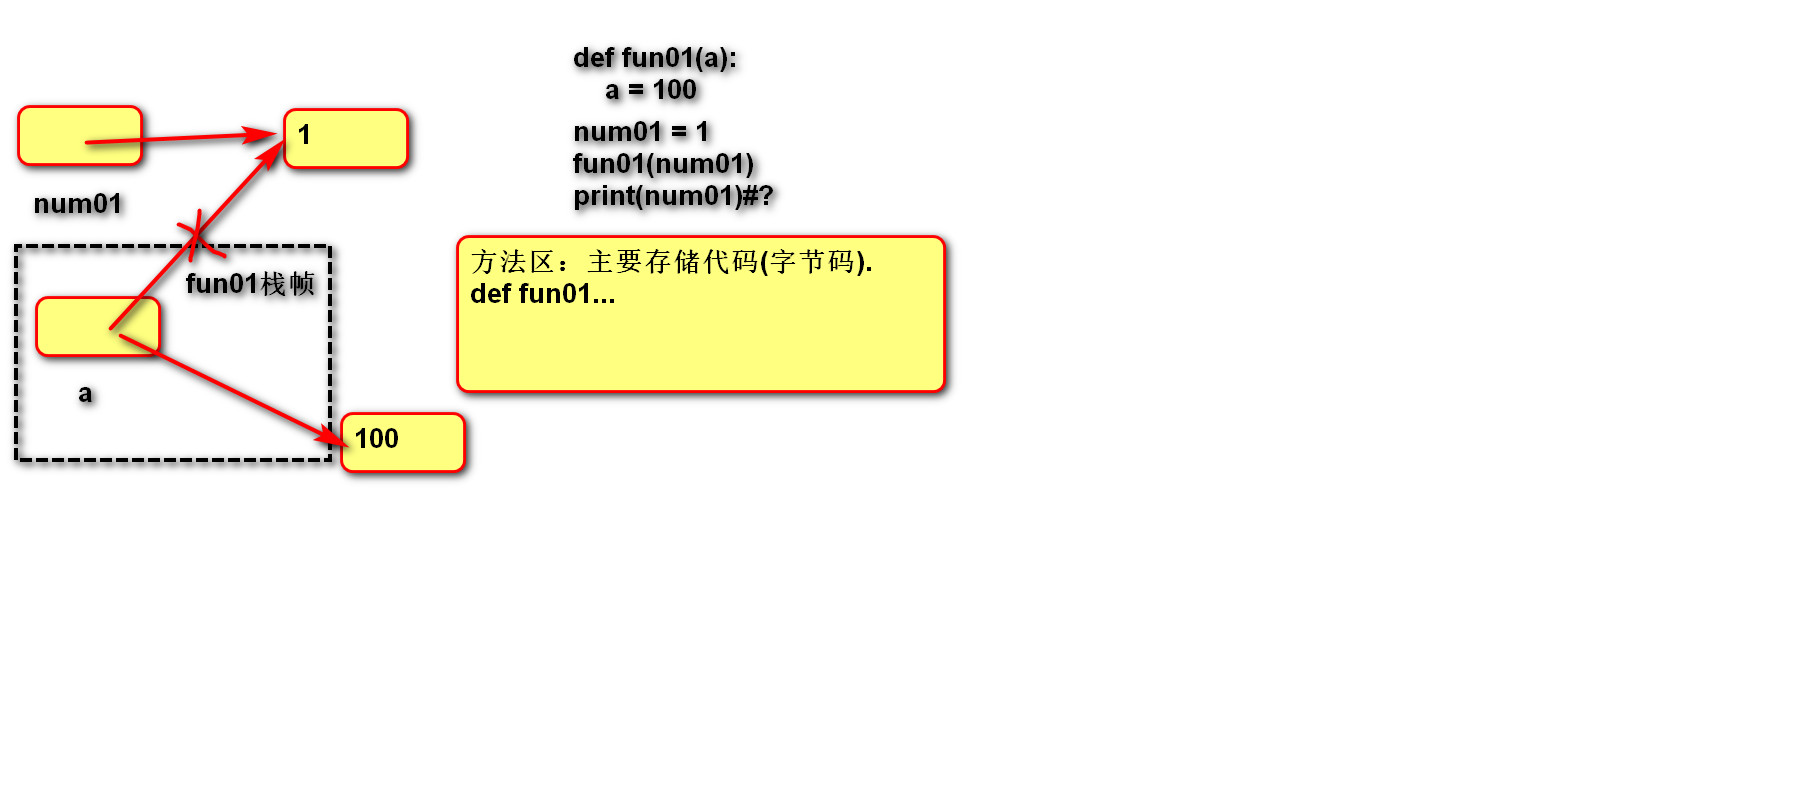 def fun01(a):
    a = 100
num01 = 1
fun01(num01)
print(num01)#?
1
num01
方法区：主要存储代码(字节码).
def fun01...
fun01栈帧
a
100